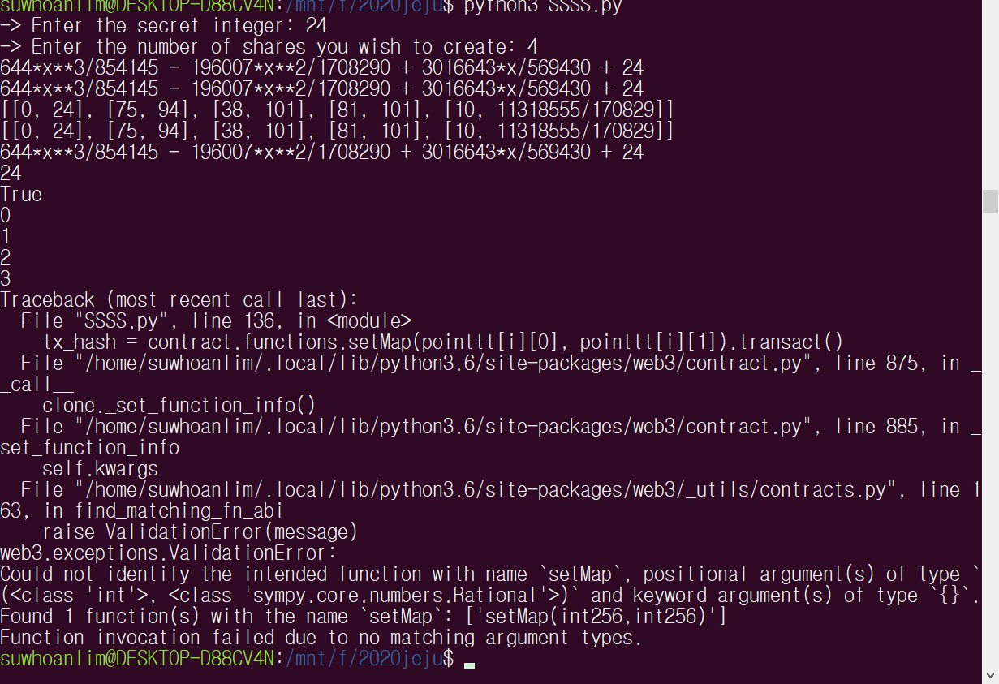 suwhoanlim@DESKTOP-D88CV4N:/mnt/f/2020jeju$ python3 SSSS.py
-> Enter the secret integer: 24
-> Enter the number of shares you wish to create: 4
644*x**3/854145 - 196007*x**2/1708290 + 3016643*x/569430 + 24
644*x**3/854145 - 196007*x**2/1708290 + 3016643*x/569430 + 24
[[0, 24], [75, 94], [38, 101], [81, 101], [10, 11318555/170829]]
[[0, 24], [75, 94], [38, 101], [81, 101], [10, 11318555/170829]]
644*x**3/854145 - 196007*x**2/1708290 + 3016643*x/569430 + 24
24
True
0
1
2
3
Traceback (most recent call last):
  File "SSSS.py", line 136, in <module>
    tx_hash = contract.functions.setMap(pointtt[i][0], pointtt[i][1]).transact()
  File "/home/suwhoanlim/.local/lib/python3.6/site-packages/web3/contract.py", line 875, in _
_call__
    clone._set_function_info()
  File "/home/suwhoanlim/.local/lib/python3.6/site-packages/web3/contract.py", line 885, in _
set_function_info
    self.kwargs
  File "/home/suwhoanlim/.local/lib/python3.6/site-packages/web3/_utils/contracts.py", line 1
63, in find_matching_fn_abi
    raise ValidationError(message)
web3.exceptions.ValidationError:
Could not identify the intended function with name `setMap`, positional argument(s) of type `
(<class 'int'>, <class 'sympy.core.numbers.Rational'>)` and keyword argument(s) of type `{}`.
Found 1 function(s) with the name `setMap`: ['setMap(int256,int256)']
Function invocation failed due to no matching argument types.
suwhoanlim@DESKTOP-D88CV4N:/mnt/f/2020jeju$